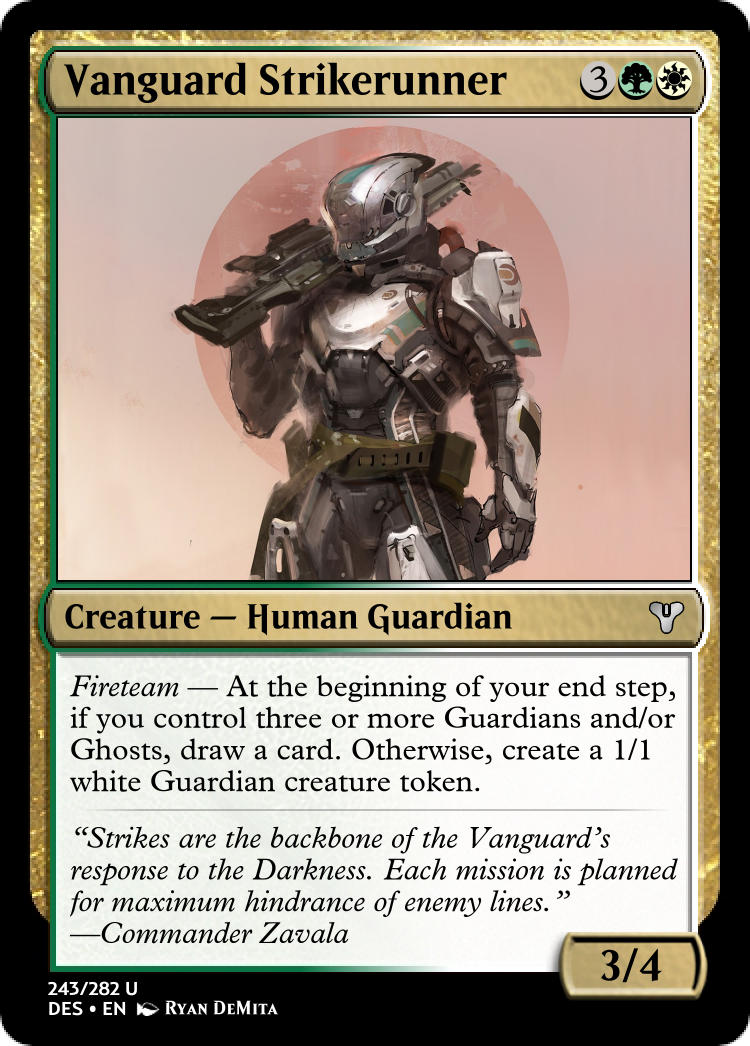 Vanguard Strikerunner 3
Creature — Human Guardian
Fireteam — At the beginning of your end step,
if you control three or more Guardians and/or
Ghosts, draw a card. Otherwise, create a 1/1
white Guardian creature token.
“Strikes are the backbone of the Vanguard’s
response to the Darkness. Each mission is planned
for maximum hindrance of enemy lines.”
—Commander Zavala
3/4
243/282 U
DES • EN Ryan DeMita